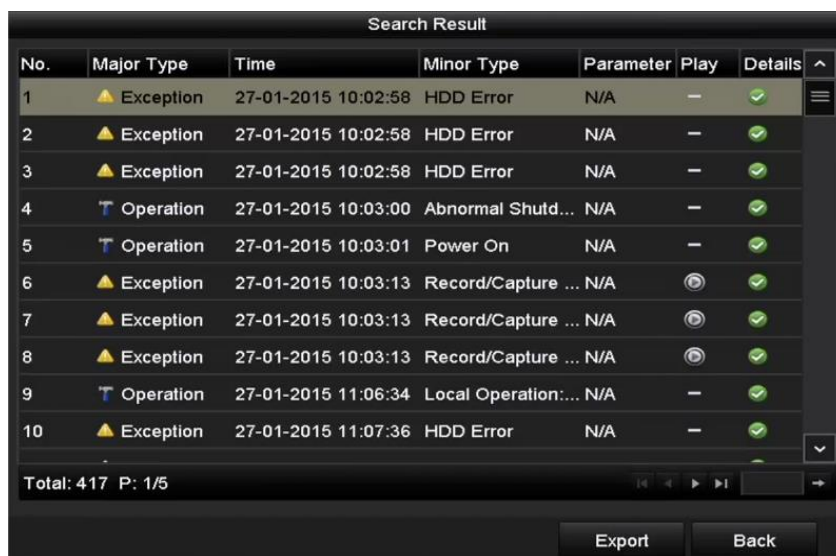 Search Result
No. Major Type Time Minor Type Parameter Play Details
1 Exception 27-01-2015 10:02:58 HDD Error N/A —
2 Exception 27-01-2015 10:02:58 HDD Error N/A —
3 Exception 27-01-2015 10:02:58 HDD Error N/A —
4 Operation 27-01-2015 10:03:00 Abnormal Shutd... N/A —
5 Operation 27-01-2015 10:03:01 Power On N/A —
6 Exception 27-01-2015 10:03:13 Record/Capture ... N/A
7 Exception 27-01-2015 10:03:13 Record/Capture ... N/A
8 Exception 27-01-2015 10:03:13 Record/Capture ... N/A
9 Operation 27-01-2015 11:06:34 Local Operation:... N/A —
10 Exception 27-01-2015 11:07:36 HDD Error N/A —
Total: 417 P: 1/5
Export Back